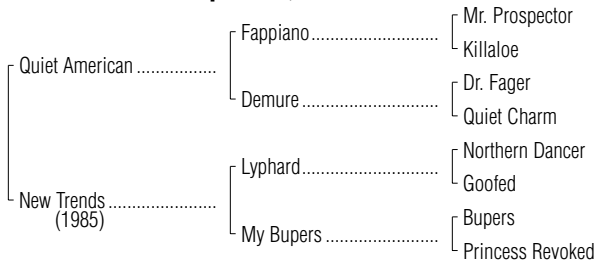 Mr. Prospector
Fappiano
Killaloe
Quiet American
Dr. Fager
Demure
Quiet Charm
Northern Dancer
Lyphard
Goofed
New Trends
(1985)
Bupers
My Bupers
Princess Revoked